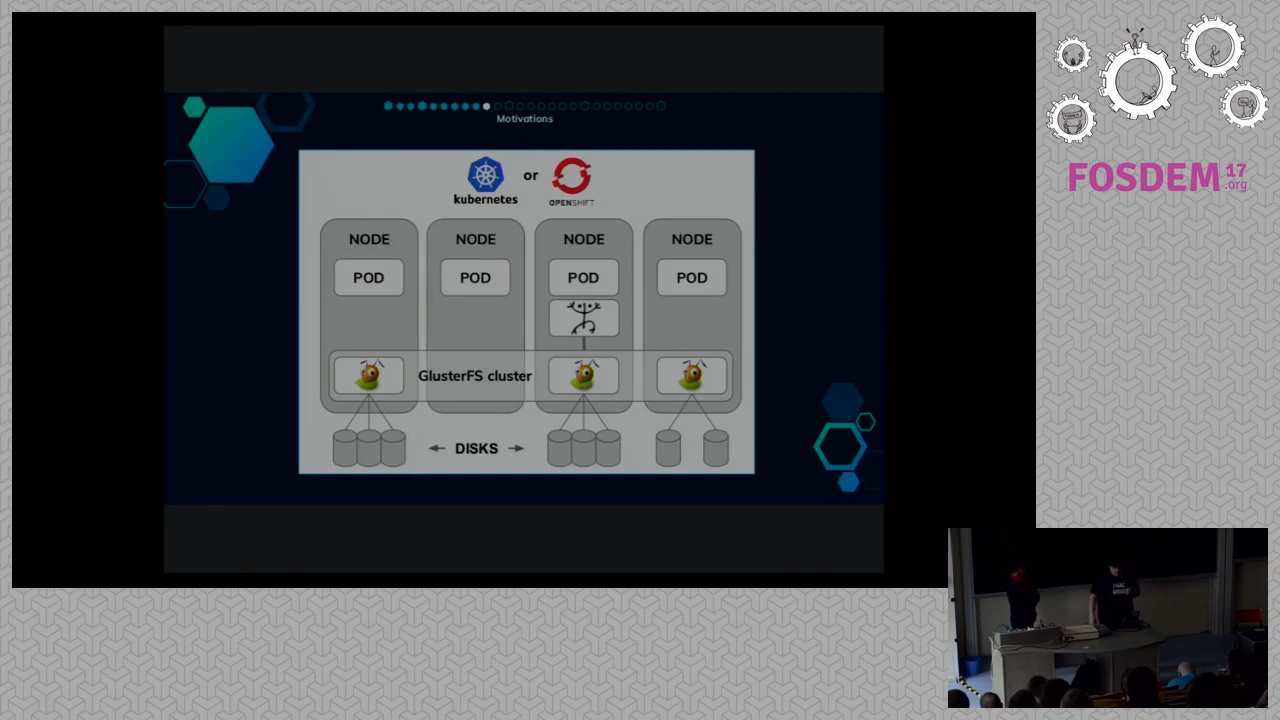 Motivations
kubernetes
or
OPENSHIFT
NODE
NODE
NODE
NODE
POD
POD
POD
POD
GlusterFS cluster
DISKS
FOSDEM 17
.org